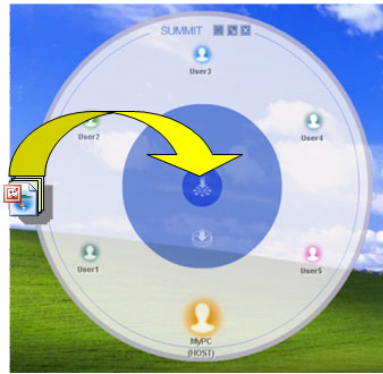 SUMMIT
User3
User2
User4
User1
User5
MyPC
(HOST)